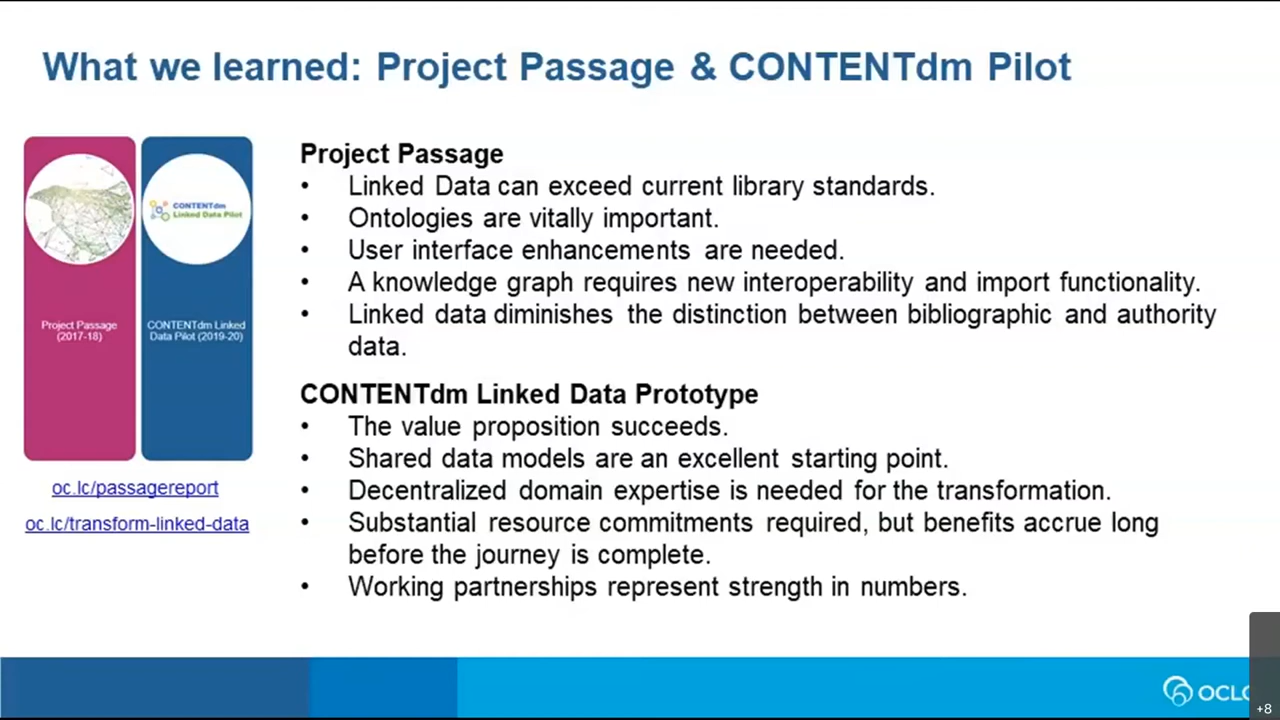 What we learned: Project Passage & CONTENTdm Pilot
CONTENTdm
Linked Data Pilot
Project Passage
(2017-18)
CONTENTdm Linked
Data Pilot (2019-20)
oc.lc/passagereport
oc.lc/transform-linked-data
Project Passage
• Linked Data can exceed current library standards.
• Ontologies are vitally important.
• User interface enhancements are needed.
• A knowledge graph requires new interoperability and import functionality.
• Linked data diminishes the distinction between bibliographic and authority
data.
CONTENTdm Linked Data Prototype
• The value proposition succeeds.
• Shared data models are an excellent starting point.
• Decentralized domain expertise is needed for the transformation.
• Substantial resource commitments required, but benefits accrue long
before the journey is complete.
• Working partnerships represent strength in numbers.
OCLC
+8